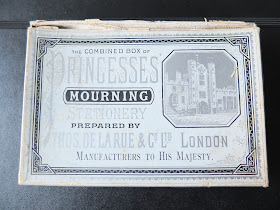 THE COMBINED BOX OF
PRINCESSES
MOURNING
STATIONERY
PREPARED BY
THOS. DE LA RUE & Co. LD. LONDON
MANUFACTURERS TO HIS MAJESTY.